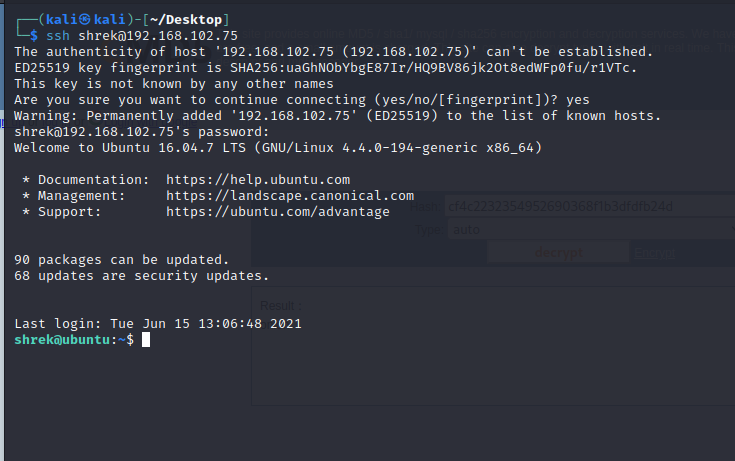 ┌──(kali㉿kali)-[~/Desktop]
└─$ ssh shrek@192.168.102.75
The authenticity of host '192.168.102.75 (192.168.102.75)' can't be established.
ED25519 key fingerprint is SHA256:uaGhNObYbgE87Ir/HQ9BV86jk2Ot8edWFp0fu/r1VTc.
This key is not known by any other names
Are you sure you want to continue connecting (yes/no/[fingerprint])? yes
Warning: Permanently added '192.168.102.75' (ED25519) to the list of known hosts.
shrek@192.168.102.75's password:
Welcome to Ubuntu 16.04.7 LTS (GNU/Linux 4.4.0-194-generic x86_64)
* Documentation: https://help.ubuntu.com
* Management: https://landscape.canonical.com
* Support: https://ubuntu.com/advantage
cf4c2232354952690368f1b3dfdfb24d
Type: auto
decrypt Encrypt
90 packages can be updated.
68 updates are security updates.
Result:
Last login: Tue Jun 15 13:06:48 2021
shrek@ubuntu:~$